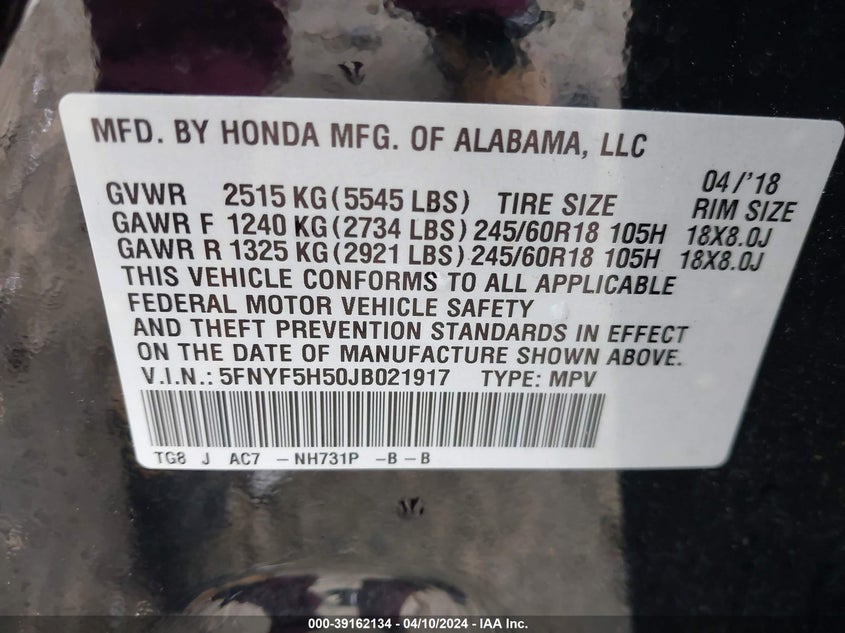 MFD. BY HONDA MFG. OF ALABAMA, LLC
04/'18
GVWR 2515 KG (5545 LBS) TIRE SIZE RIM SIZE
GAWR F 1240 KG (2734 LBS) 245/60R18 105H 18X8.0J
GAWR R 1325 KG (2921 LBS) 245/60R18 105H 18X8.0J
THIS VEHICLE CONFORMS TO ALL APPLICABLE
FEDERAL MOTOR VEHICLE SAFETY
AND THEFT PREVENTION STANDARDS IN EFFECT
ON THE DATE OF MANUFACTURE SHOWN ABOVE.
V.I.N.: 5FNYF5H50JB021917 TYPE: MPV
TG8 J AC7 – NH731P – B – B
000-39162134 - 04/10/2024 - IAA Inc.